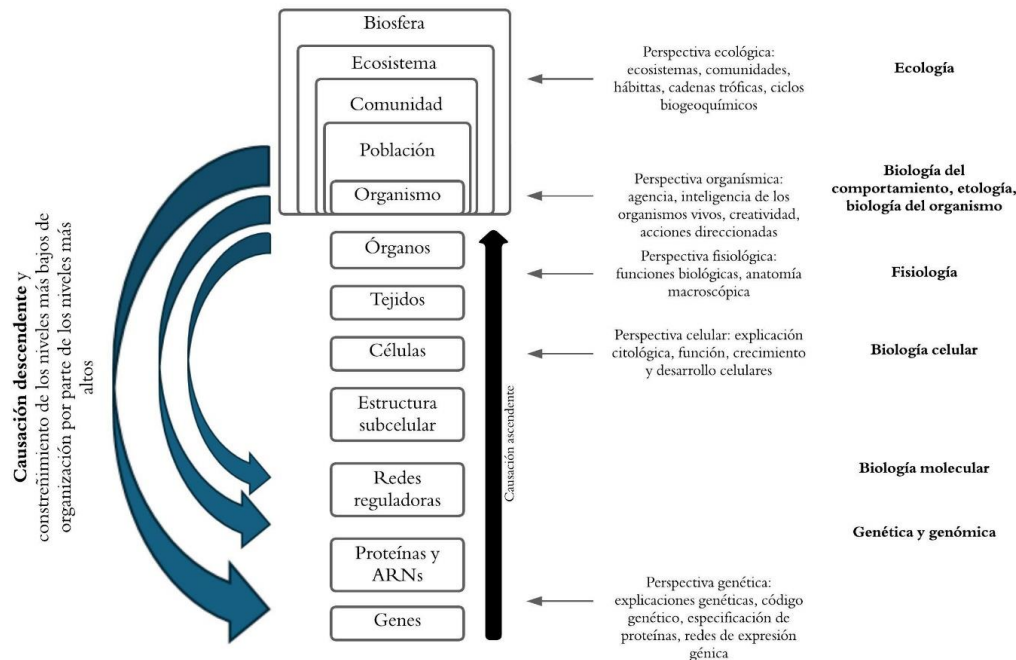 Biosfera
Ecosistema
Comunidad
Población
Organismo
Órganos
Tejidos
Células
Estructura
subcelular
Redes
reguladoras
Proteínas y
ARNs
Genes
Causación descendente y
constreñimiento de los niveles más bajos de
organización por parte de los niveles más
altos
Causación ascendente
Perspectiva ecológica:
ecosistemas, comunidades,
hábittas, cadenas tróficas, ciclos
biogeoquímicos
Ecología
Perspectiva organísmica:
agencia, inteligencia de los
organismos vivos, creatividad,
acciones direccionadas
Biología del
comportamiento, etología,
biología del organismo
Perspectiva fisiológica:
funciones biológicas, anatomía
macroscópica
Fisiología
Perspectiva celular: explicación
citológica, función, crecimiento
y desarrollo celulares
Biología celular
Biología molecular
Genética y genómica
Perspectiva genética:
explicaciones genéticas, código
genético, especificación de
proteínas, redes de expresión
génica